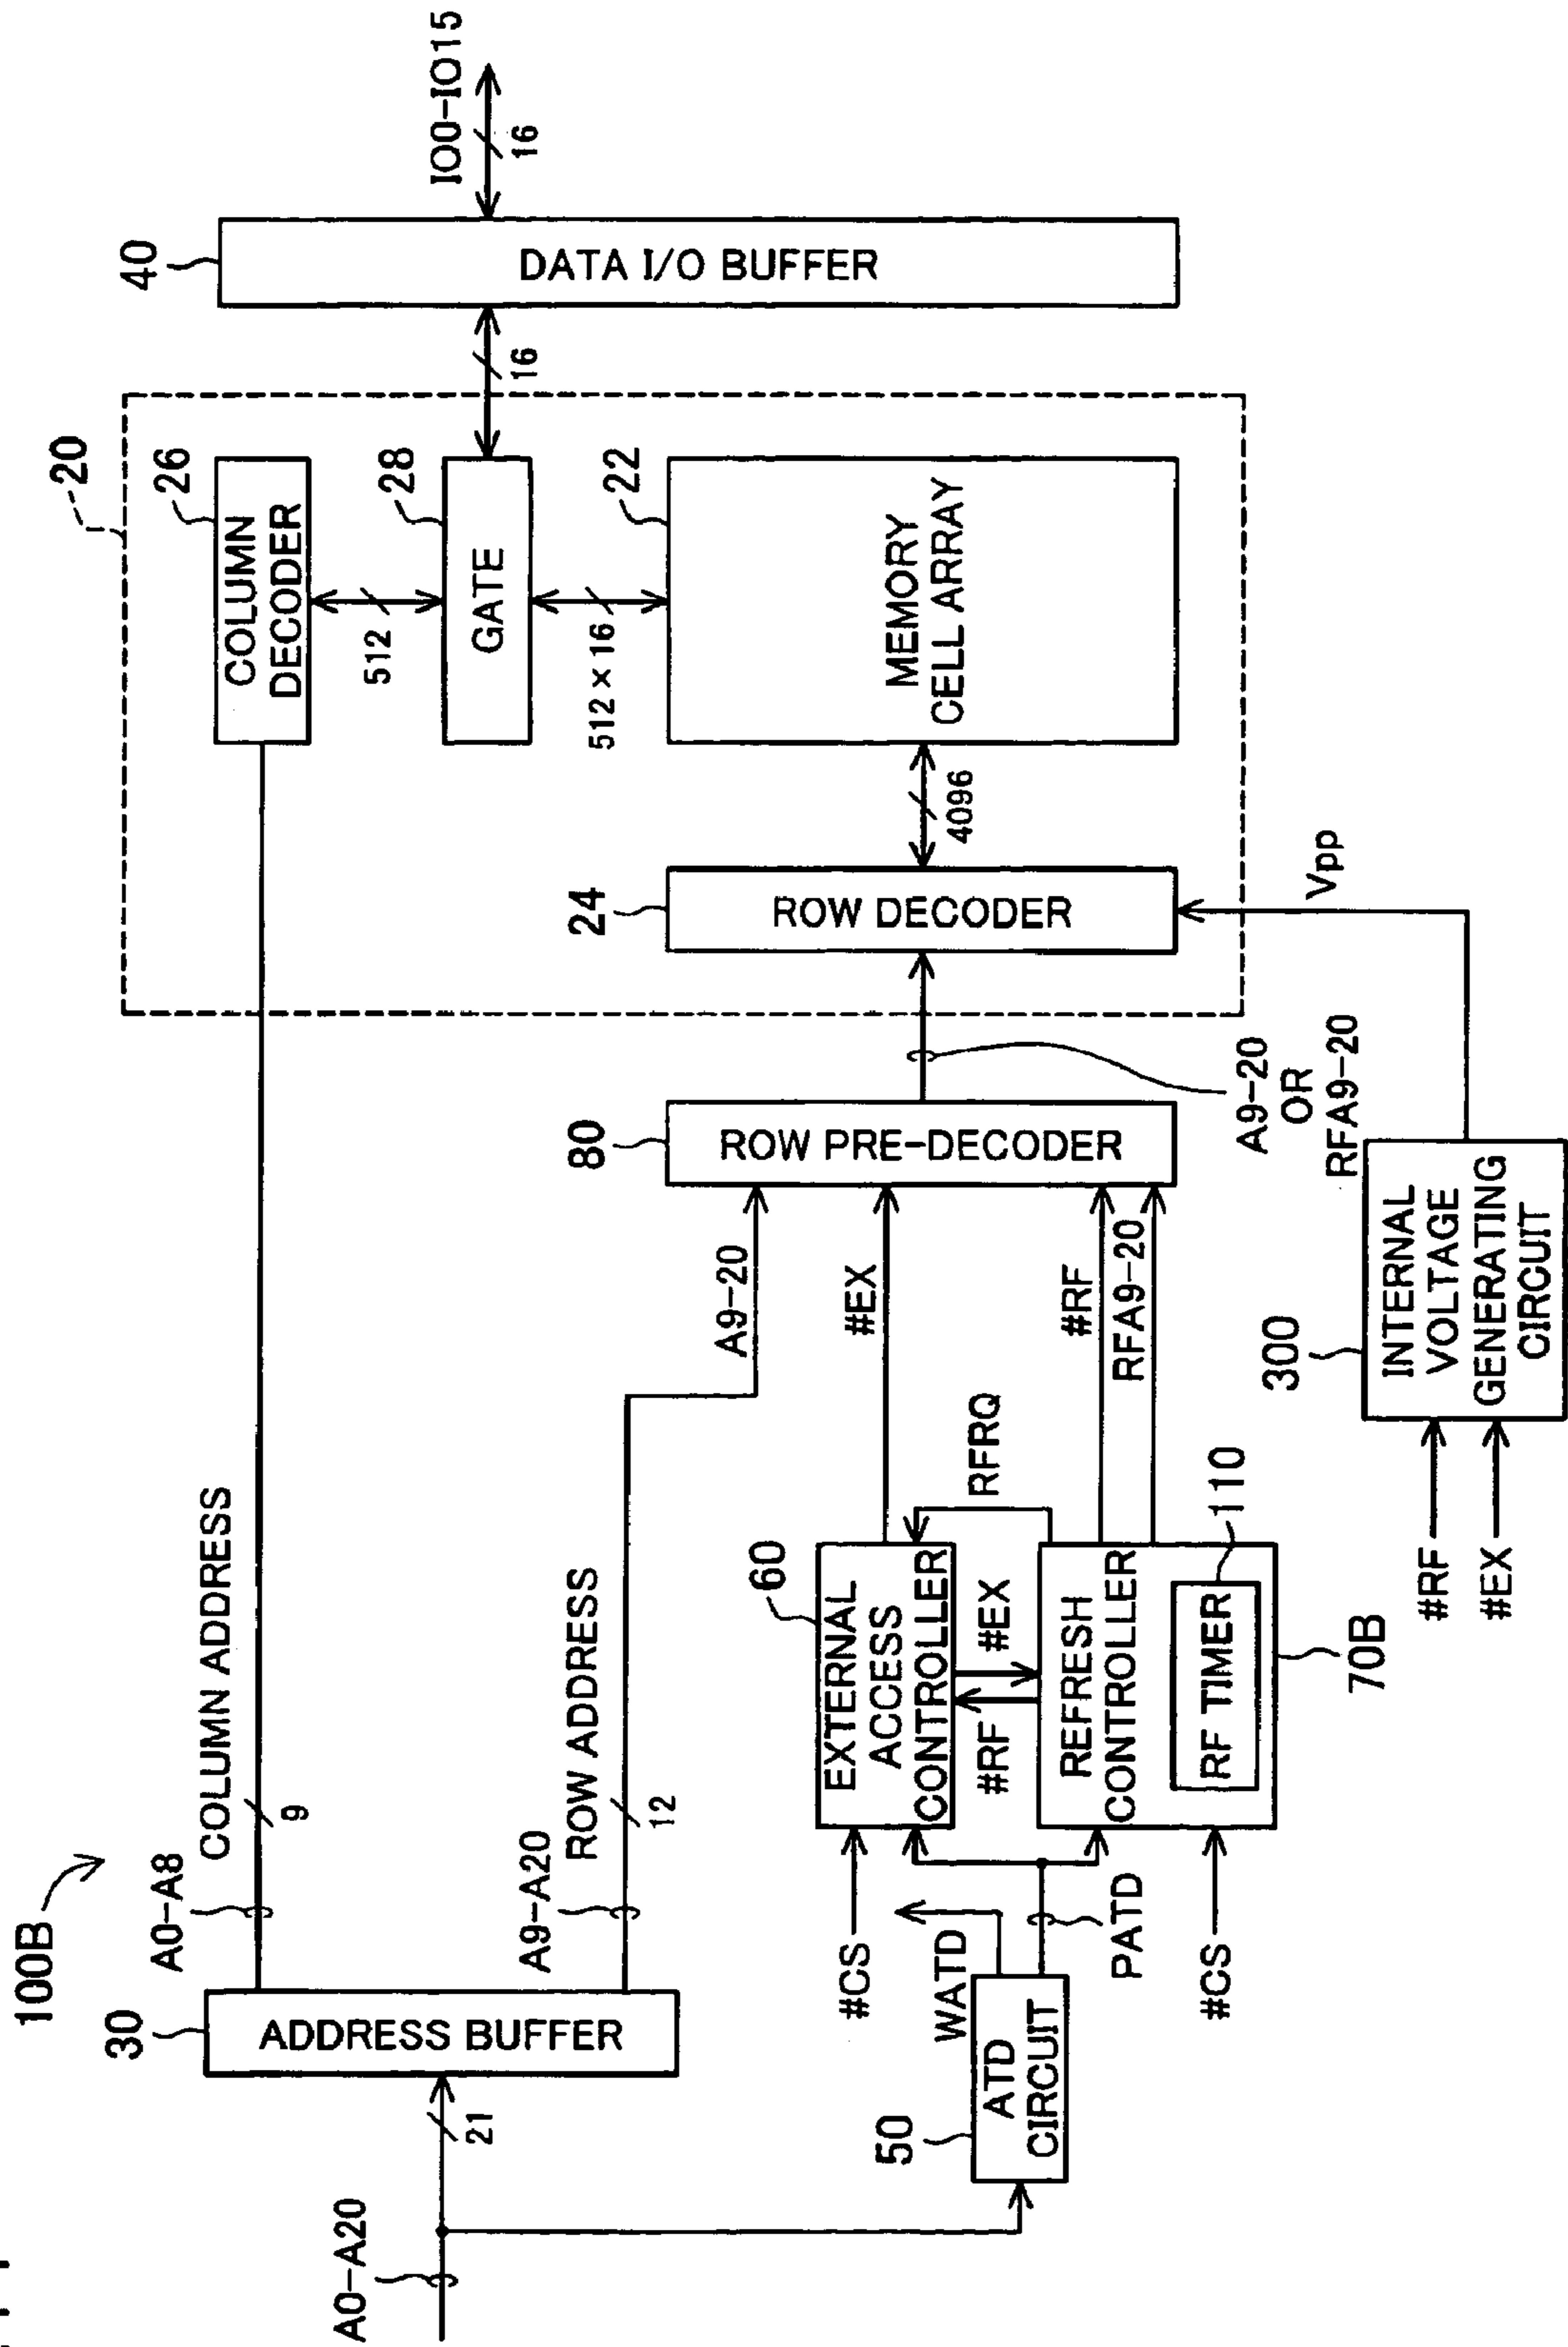 100B
A0-A20
21
30
ADDRESS BUFFER
A0-A8
COLUMN ADDRESS
9
A9-A20
ROW ADDRESS
12
50
ATD
CIRCUIT
WATD
PATD
#CS
#CS
60
EXTERNAL
ACCESS
CONTROLLER
#RF
#EX
RFRQ
REFRESH
CONTROLLER
RF TIMER
110
70B
A9-20
#EX
#RF
RFA9-20
80
ROW PRE-DECODER
A9-20
OR
RFA9-20
#RF
#EX
300
INTERNAL
VOLTAGE
GENERATING
CIRCUIT
Vpp
20
24
ROW DECODER
4096
26
COLUMN
DECODER
512
28
GATE
512×16
22
MEMORY
CELL ARRAY
16
40
DATA I/O BUFFER
IO0-IO15
16